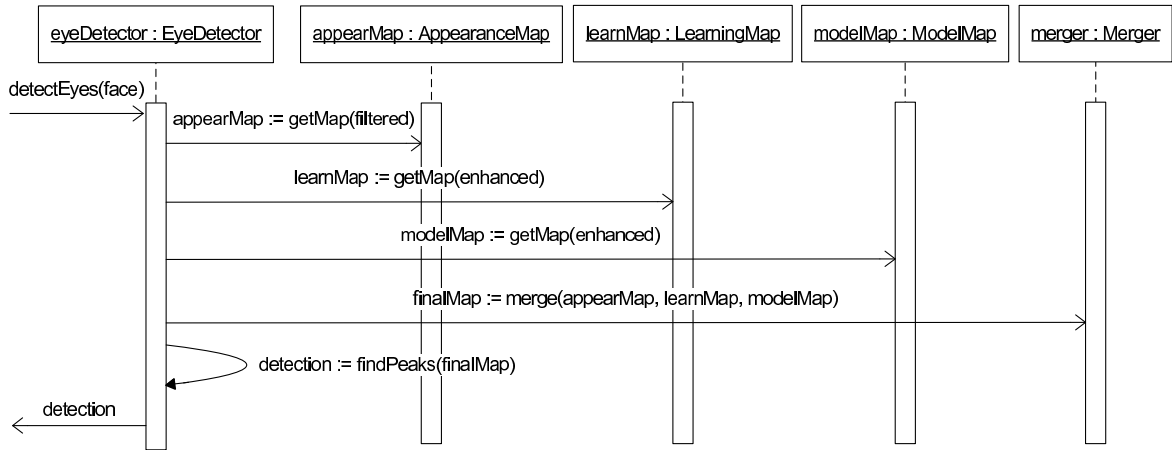 eyeDetector : EyeDetector
appearMap : AppearanceMap
learnMap : LearningMap
modelMap : ModelMap
merger : Merger
detectEyes(face)
appearMap := getMap(filtered)
learnMap := getMap(enhanced)
modelMap := getMap(enhanced)
finalMap := merge(appearMap, learnMap, modelMap)
detection := findPeaks(finalMap)
detection